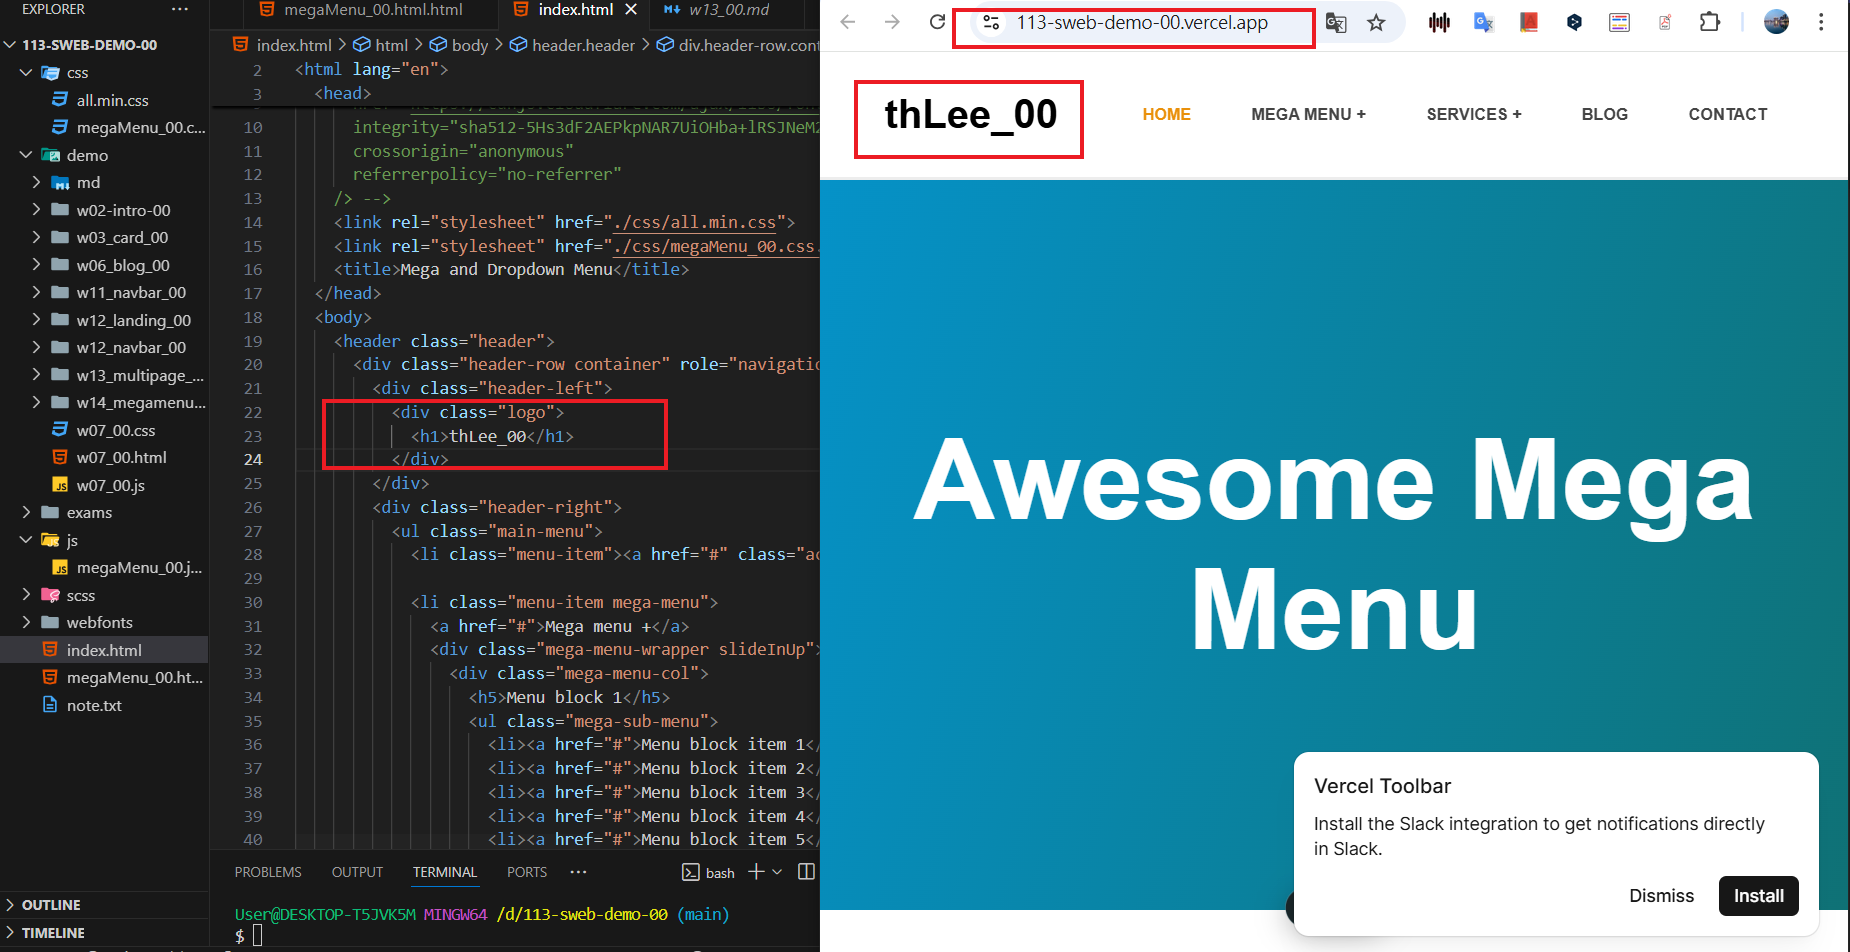 EXPLORER ···
113-SWEB-DEMO-00
css
all.min.css
megaMenu_00.c...
demo
md
w02-intro-00
w03_card_00
w06_blog_00
w11_navbar_00
w12_landing_00
w12_navbar_00
w13_multipage_...
w14_megamenu...
w07_00.css
w07_00.html
w07_00.js
exams
js
megaMenu_00.j...
scss
webfonts
index.html
megaMenu_00.ht...
note.txt
OUTLINE
TIMELINE
megaMenu_00.html.html index.html w13_00.md
index.html > html > body > header.header > div.header-row.cont
2 <html lang="en">
3 <head>
10 integrity="sha512-5Hs3dF2AEPkpNAR7UiOHba+lRSJNeM2
11 crossorigin="anonymous"
12 referrerpolicy="no-referrer"
13 /> -->
14 <link rel="stylesheet" href="./css/all.min.css">
15 <link rel="stylesheet" href="./css/megaMenu_00.css.
16 <title>Mega and Dropdown Menu</title>
17 </head>
18 <body>
19 <header class="header">
20 <div class="header-row container" role="navigatio
21 <div class="header-left">
22 <div class="logo">
23 <h1>thLee_00</h1>
24 </div>
25 </div>
26 <div class="header-right">
27 <ul class="main-menu">
28 <li class="menu-item"><a href="#" class="ac
29
30 <li class="menu-item mega-menu">
31 <a href="#">Mega menu +</a>
32 <div class="mega-menu-wrapper slideInUp">
33 <div class="mega-menu-col">
34 <h5>Menu block 1</h5>
35 <ul class="mega-sub-menu">
36 <li><a href="#">Menu block item 1</
37 <li><a href="#">Menu block item 2</
38 <li><a href="#">Menu block item 3</
39 <li><a href="#">Menu block item 4</
40 <li><a href="#">Menu block item 5</
PROBLEMS OUTPUT TERMINAL PORTS ··· bash
User@DESKTOP-T5JVK5M MINGW64 /d/113-sweb-demo-00 (main)
$
113-sweb-demo-00.vercel.app
thLee_00
HOME MEGA MENU + SERVICES + BLOG CONTACT
Awesome Mega
Menu
Vercel Toolbar
Install the Slack integration to get notifications directly
in Slack.
Dismiss Install